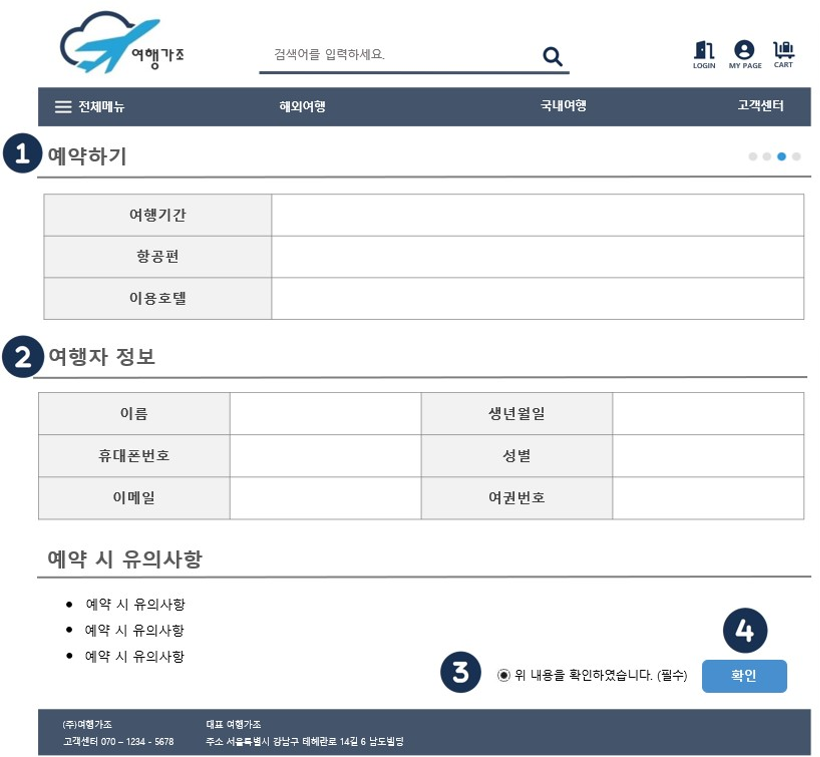 여행가조
검색어를 입력하세요.
LOGIN MY PAGE CART
전체메뉴 해외여행 국내여행 고객센터
1 예약하기
여행기간
항공편
이용호텔
2 여행자 정보
이름 생년월일
휴대폰번호 성별
이메일 여권번호
예약 시 유의사항
• 예약 시 유의사항
• 예약 시 유의사항
• 예약 시 유의사항
4
3 위 내용을 확인하였습니다. (필수) 확인
(주)여행가조 대표 여행가조
고객센터 070 – 1234 - 5678 주소 서울특별시 강남구 테헤란로 14길 6 남도빌딩